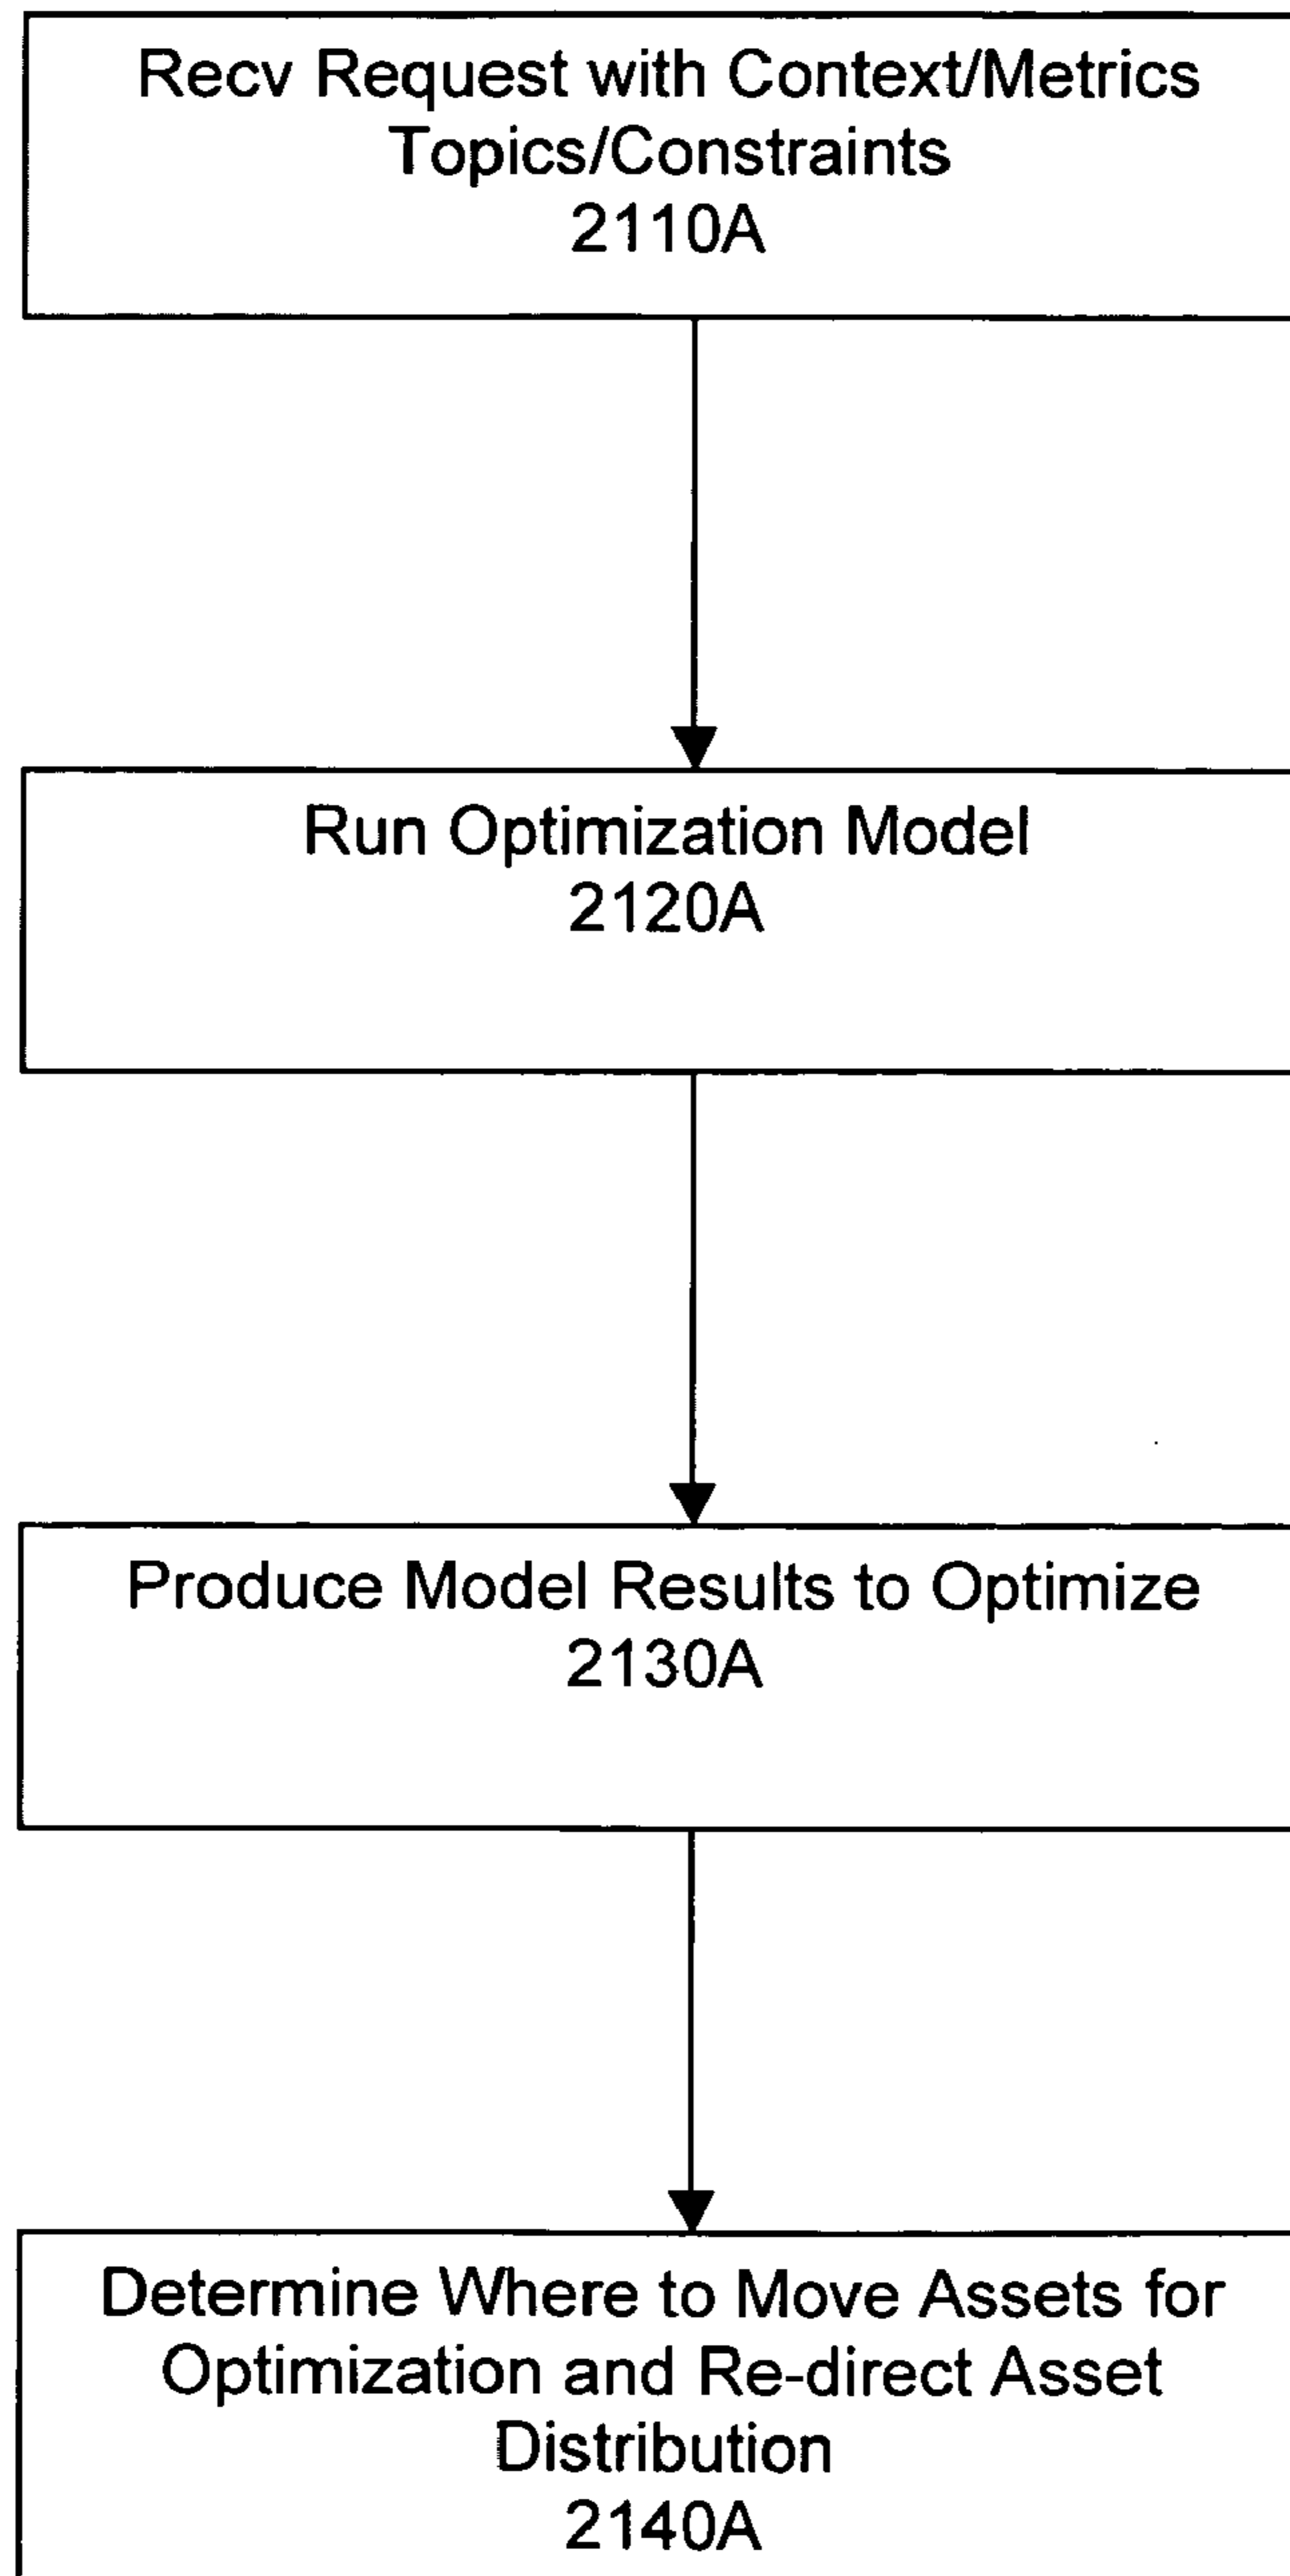 Recv Request with Context/Metrics
Topics/Constraints
2110A
Run Optimization Model
2120A
Produce Model Results to Optimize
2130A
Determine Where to Move Assets for
Optimization and Re-direct Asset
Distribution
2140A